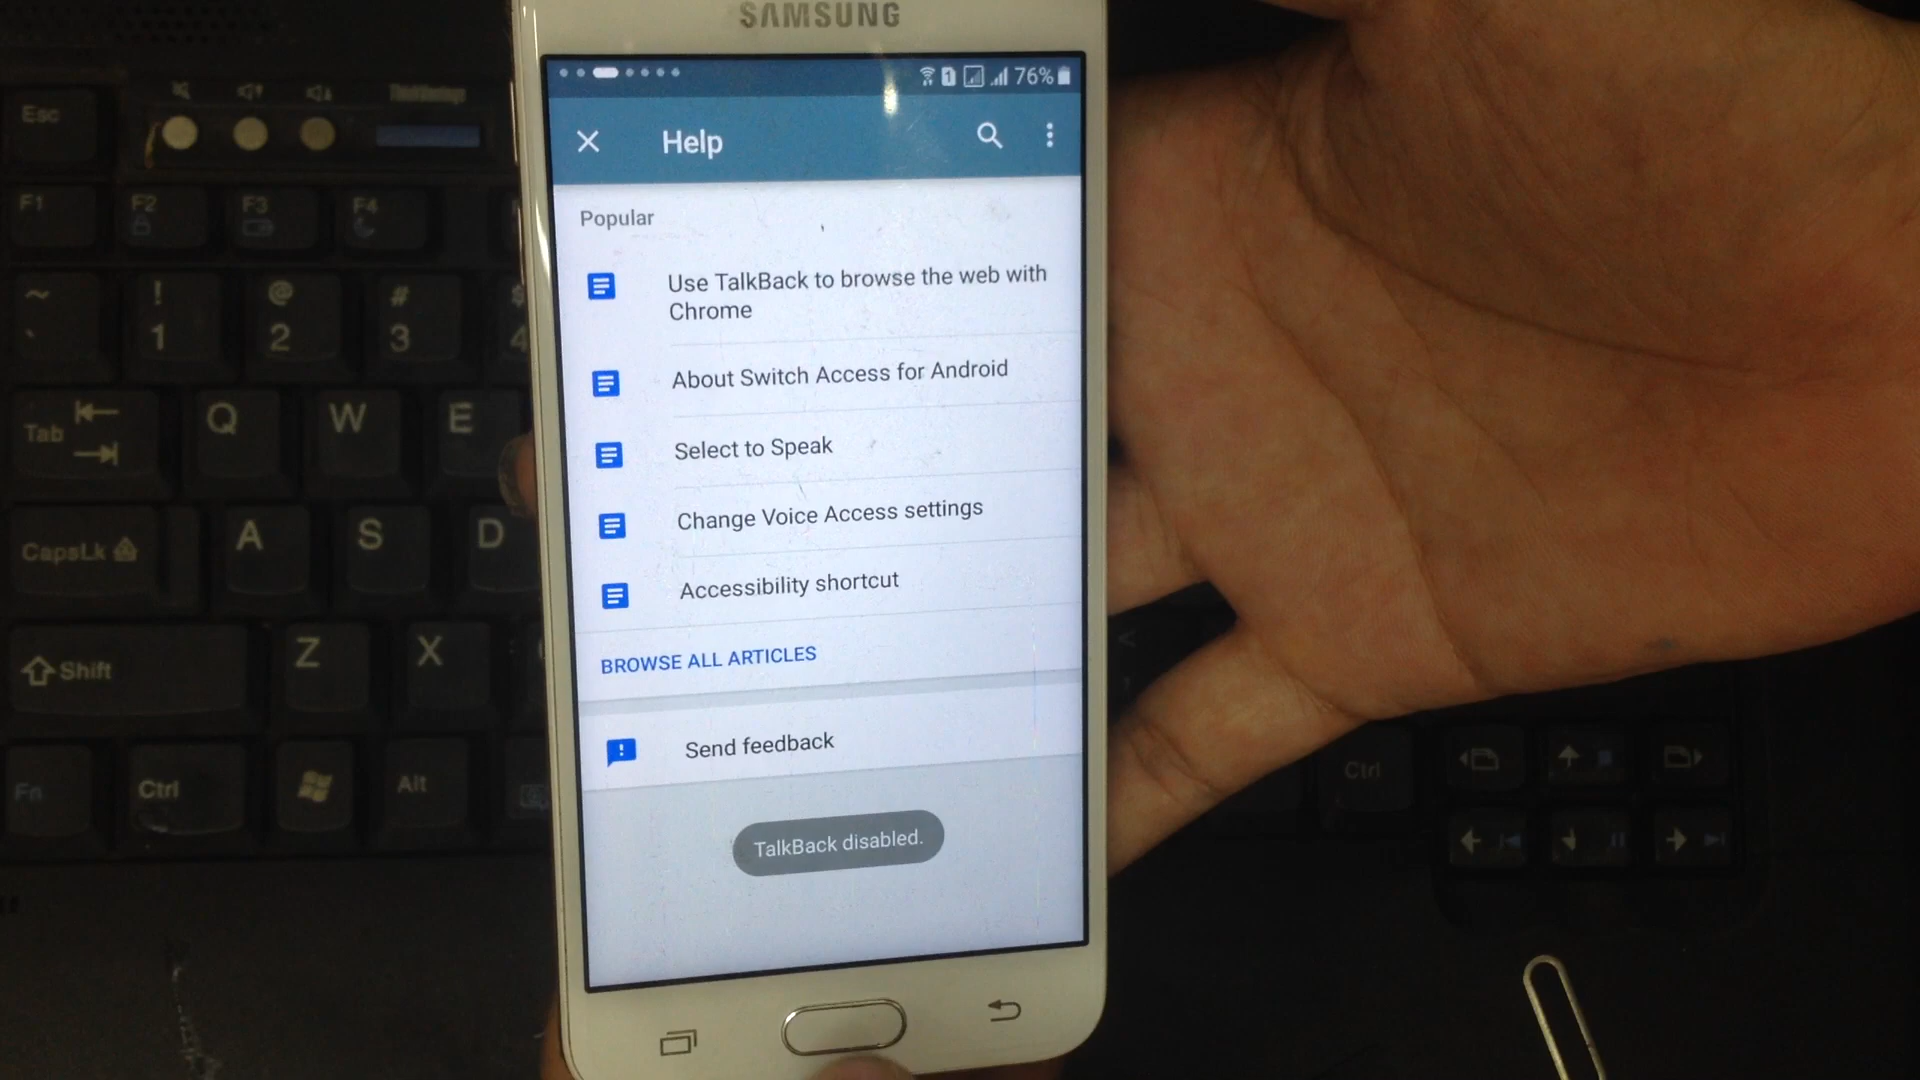 SAMSUNG
76%
Help
Popular
Use TalkBack to browse the web with
Chrome
About Switch Access for Android
Select to Speak
Change Voice Access settings
Accessibility shortcut
BROWSE ALL ARTICLES
Send feedback
TalkBack disabled.
Esc
F1 F2 F3 F4
~ ! @ # $
` 1 2 3 4
Tab Q W E
CapsLk A S D
Shift Z X
Fn Ctrl Alt
Ctrl